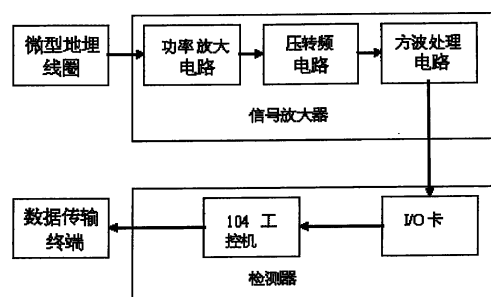 微型地埋
线圈
功率放大
电路
压转频
电路
方波处理
电路
信号放大器
数据传输
终端
104 工
控机
I/O卡
检测器